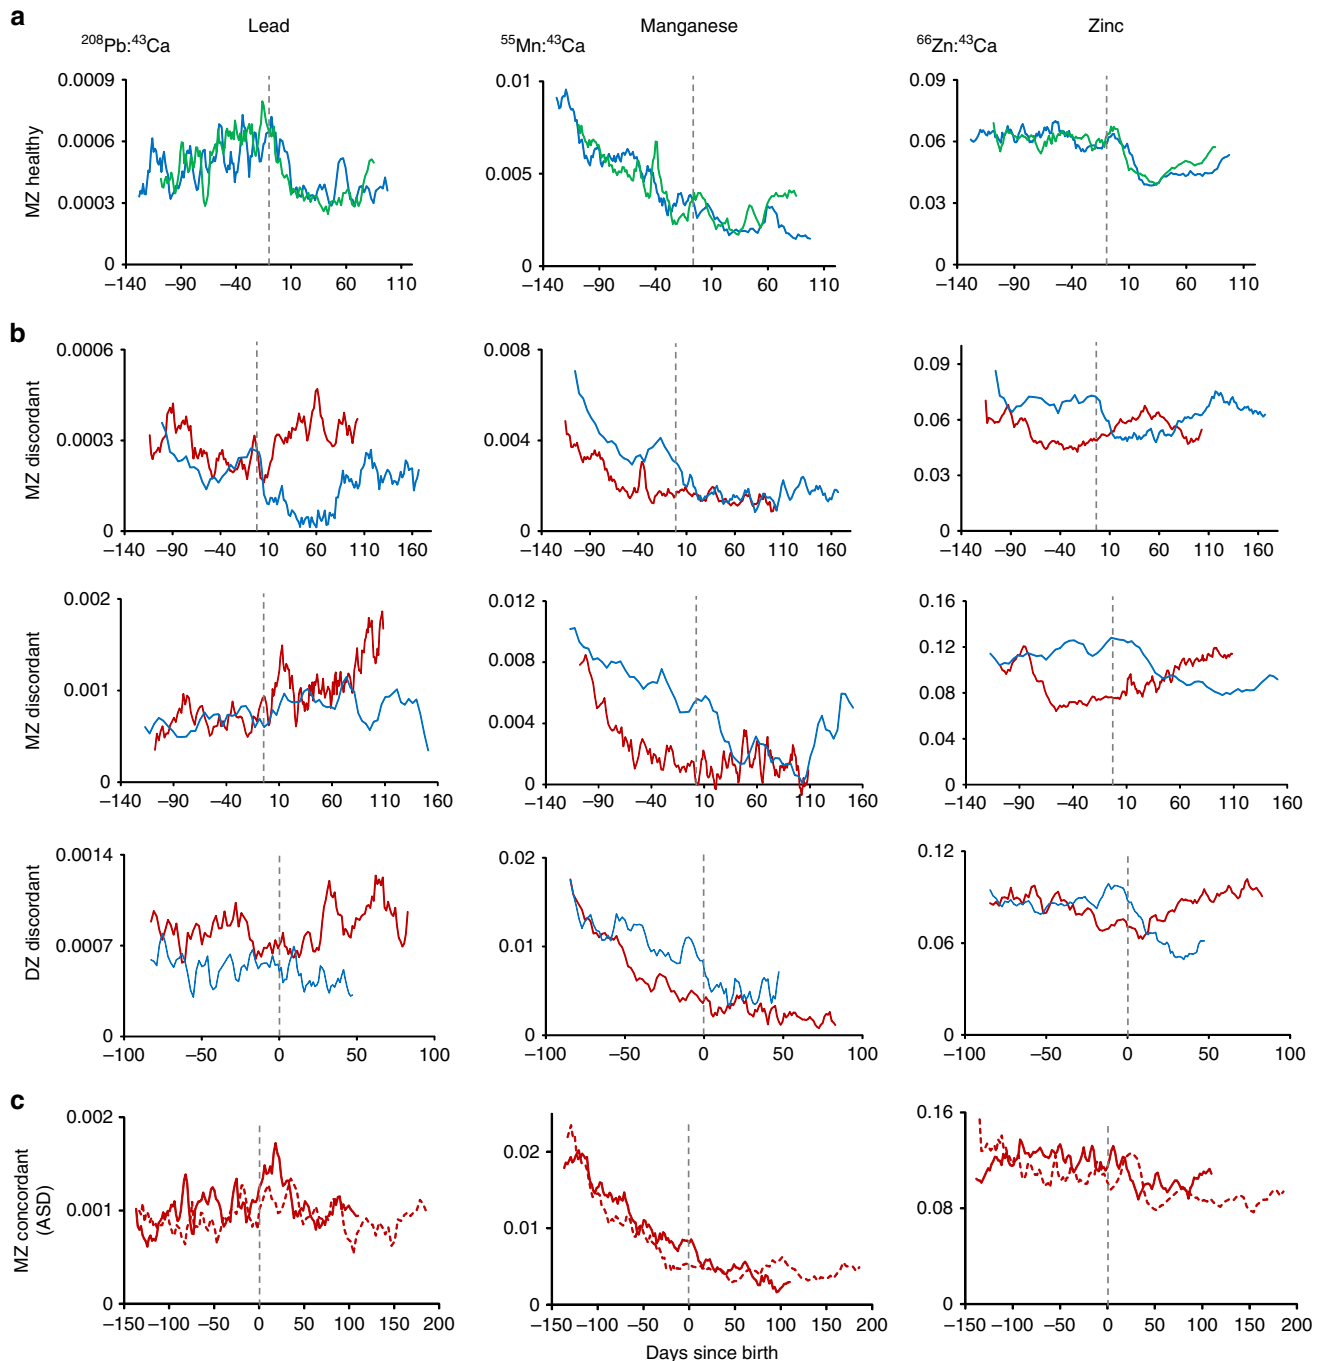 a
Lead
Manganese
Zinc
²⁰⁸Pb:⁴³Ca
⁵⁵Mn:⁴³Ca
⁶⁶Zn:⁴³Ca
MZ healthy
0.0009
0.0006
0.0003
0
−140 −90 −40 10 60 110
0.01
0.005
0
−140 −90 −40 10 60 110
0.09
0.06
0.03
0
−140 −90 −40 10 60 110
b
MZ discordant
0.0006
0.0003
0
−140 −90 −40 10 60 110 160
0.008
0.004
0
−140 −90 −40 10 60 110 160
0.09
0.06
0.03
0
−140 −90 −40 10 60 110 160
MZ discordant
0.002
0.001
0
−140 −90 −40 10 60 110 160
0.012
0.008
0.004
0
−140 −90 −40 10 60 110 160
0.16
0.12
0.08
0.04
0
−140 −90 −40 10 60 110 160
DZ discordant
0.0014
0.0007
0
−100 −50 0 50 100
0.02
0.01
0
−100 −50 0 50 100
0.12
0.06
0
−100 −50 0 50 100
c
MZ concordant
(ASD)
0.002
0.001
0
−150 −100 −50 0 50 100 150 200
0.02
0.01
0
−150 −100 −50 0 50 100 150 200
0.16
0.08
0
−150 −100 −50 0 50 100 150 200
Days since birth